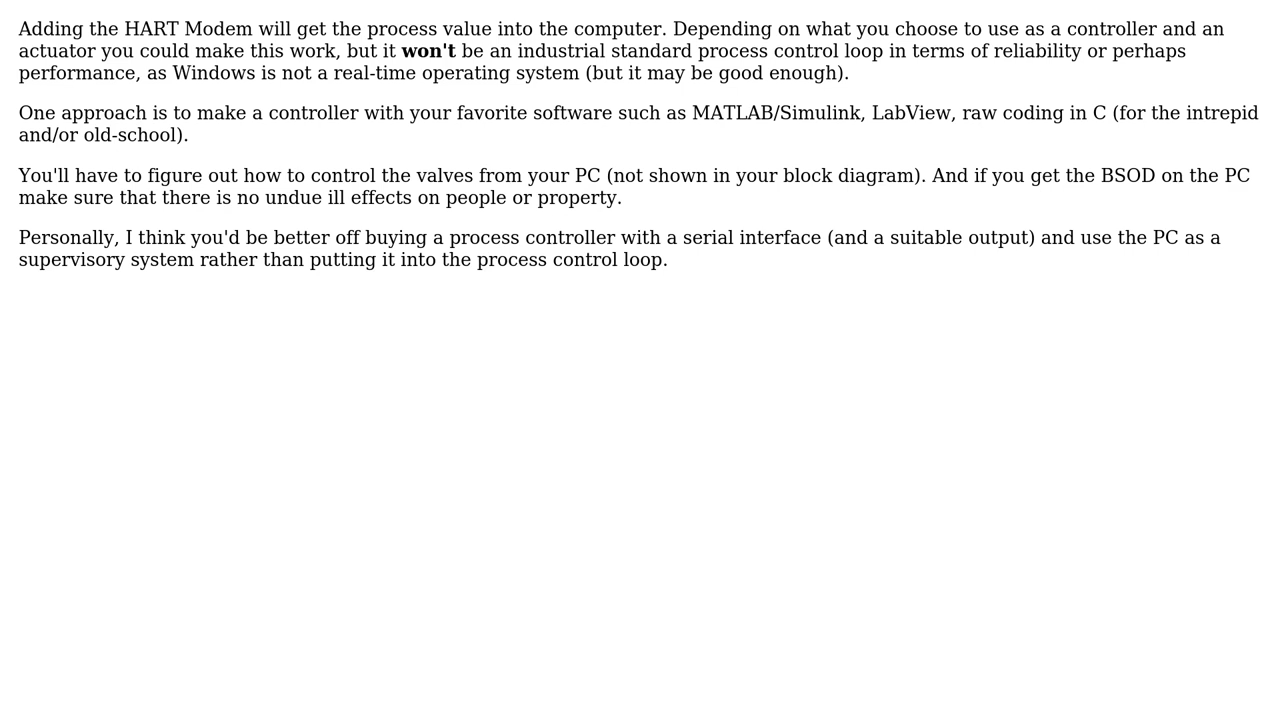 Adding the HART Modem will get the process value into the computer. Depending on what you choose to use as a controller and an
actuator you could make this work, but it won't be an industrial standard process control loop in terms of reliability or perhaps
performance, as Windows is not a real-time operating system (but it may be good enough).
One approach is to make a controller with your favorite software such as MATLAB/Simulink, LabView, raw coding in C (for the intrepid
and/or old-school).
You'll have to figure out how to control the valves from your PC (not shown in your block diagram). And if you get the BSOD on the PC
make sure that there is no undue ill effects on people or property.
Personally, I think you'd be better off buying a process controller with a serial interface (and a suitable output) and use the PC as a
supervisory system rather than putting it into the process control loop.